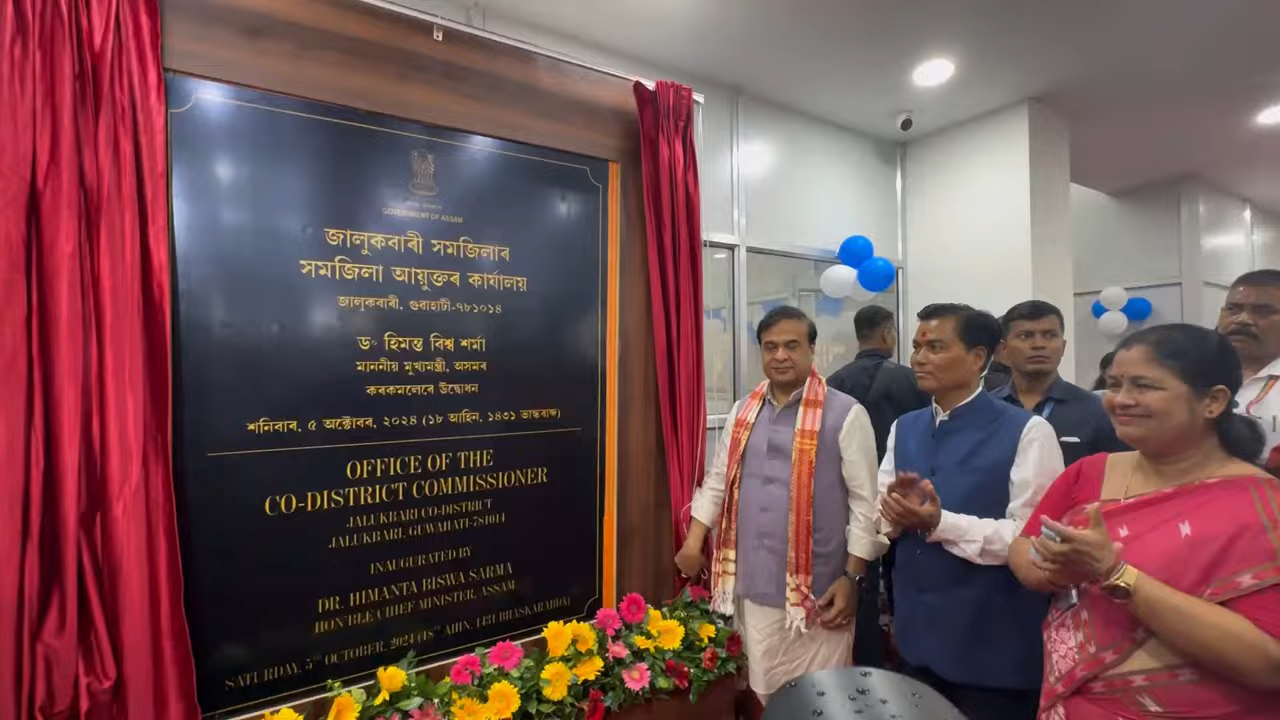 GOVERNMENT OF ASSAM
জালুকবাৰী সমজিলাৰ
সমজিলা আয়ুক্তৰ কাৰ্যালয়
জালুকবাৰী, গুৱাহাটী-৭৮১০১৪
ড° হিমন্ত বিশ্ব শৰ্মা
মাননীয় মুখ্যমন্ত্ৰী, অসমৰ
কৰকমলেৰে উদ্বোধন
শনিবাৰ, ৫ অক্টোবৰ, ২০২৪ (১৮ আহিন, ১৪৩১ ভাস্কৰাব্দ)
OFFICE OF THE
CO-DISTRICT COMMISSIONER
JALUKBARI CO-DISTRICT
JALUKBARI, GUWAHATI-781014
INAUGURATED BY
DR. HIMANTA BISWA SARMA
HON'BLE CHIEF MINISTER, ASSAM
SATURDAY, 5TH OCTOBER, 2024 (18TH AHIN, 1431 BHASKARABDA)